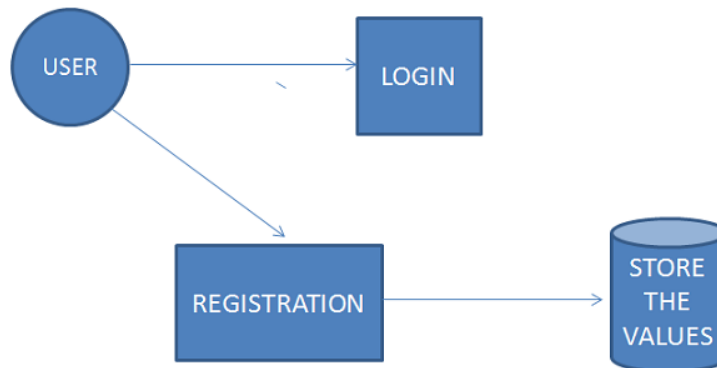 USER
LOGIN
REGISTRATION
STORE
THE
VALUES